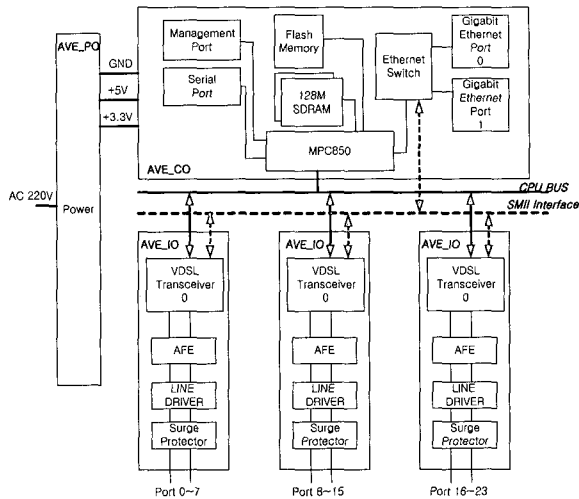 AVE_PO
GND
+5V
+3.3V
AC 220V
Power
Management
Port
Serial
Port
Flash
Memory
128M
SDRAM
Ethernet
Switch
Gigabit
Ethernet
Port
0
Gigabit
Ethernet
Port
1
MPC850
AVE_CO
CPU BUS
SMII Interface
AVE_IO
VDSL
Transceiver
0
AFE
LINE
DRIVER
Surge
Protector
Port 0~7
AVE_IO
VDSL
Transceiver
0
AFE
LINE
DRIVER
Surge
Protector
Port 8~15
AVE_IO
VDSL
Transceiver
0
AFE
LINE
DRIVER
Surge
Protector
Port 16~23